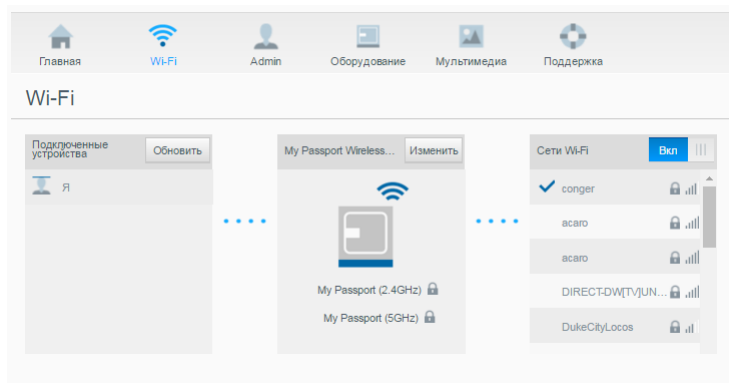 Главная Wi-Fi Admin Оборудование Мультимедиа Поддержка
Wi-Fi
Подключенные
устройства
Обновить
Я
My Passport Wireless... Изменить
My Passport (2.4GHz)
My Passport (5GHz)
Сети Wi-Fi Вкл
conger
acaro
acaro
DIRECT-DW[TV]UN...
DukeCityLocos